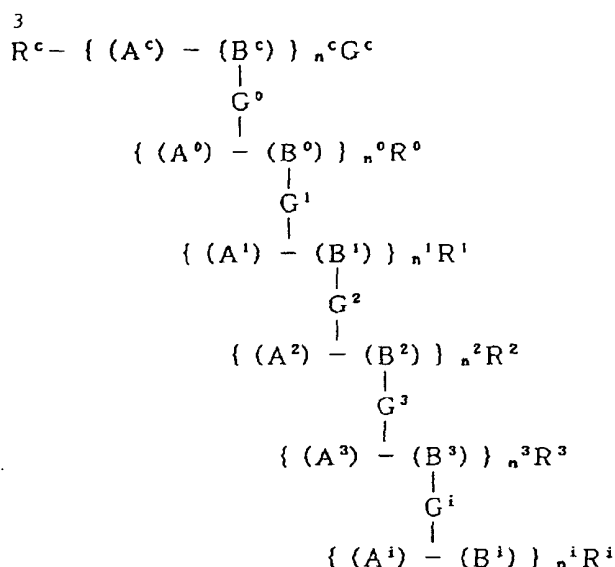 3
Rᶜ– { (Aᶜ) – (Bᶜ) } ₙᶜGᶜ
|
G⁰
|
{ (A⁰) – (B⁰) } ₙ⁰R⁰
|
G¹
|
{ (A¹) – (B¹) } ₙ¹R¹
|
G²
|
{ (A²) – (B²) } ₙ²R²
|
G³
|
{ (A³) – (B³) } ₙ³R³
|
Gⁱ
|
{ (Aⁱ) – (Bⁱ) } ₙⁱRⁱ